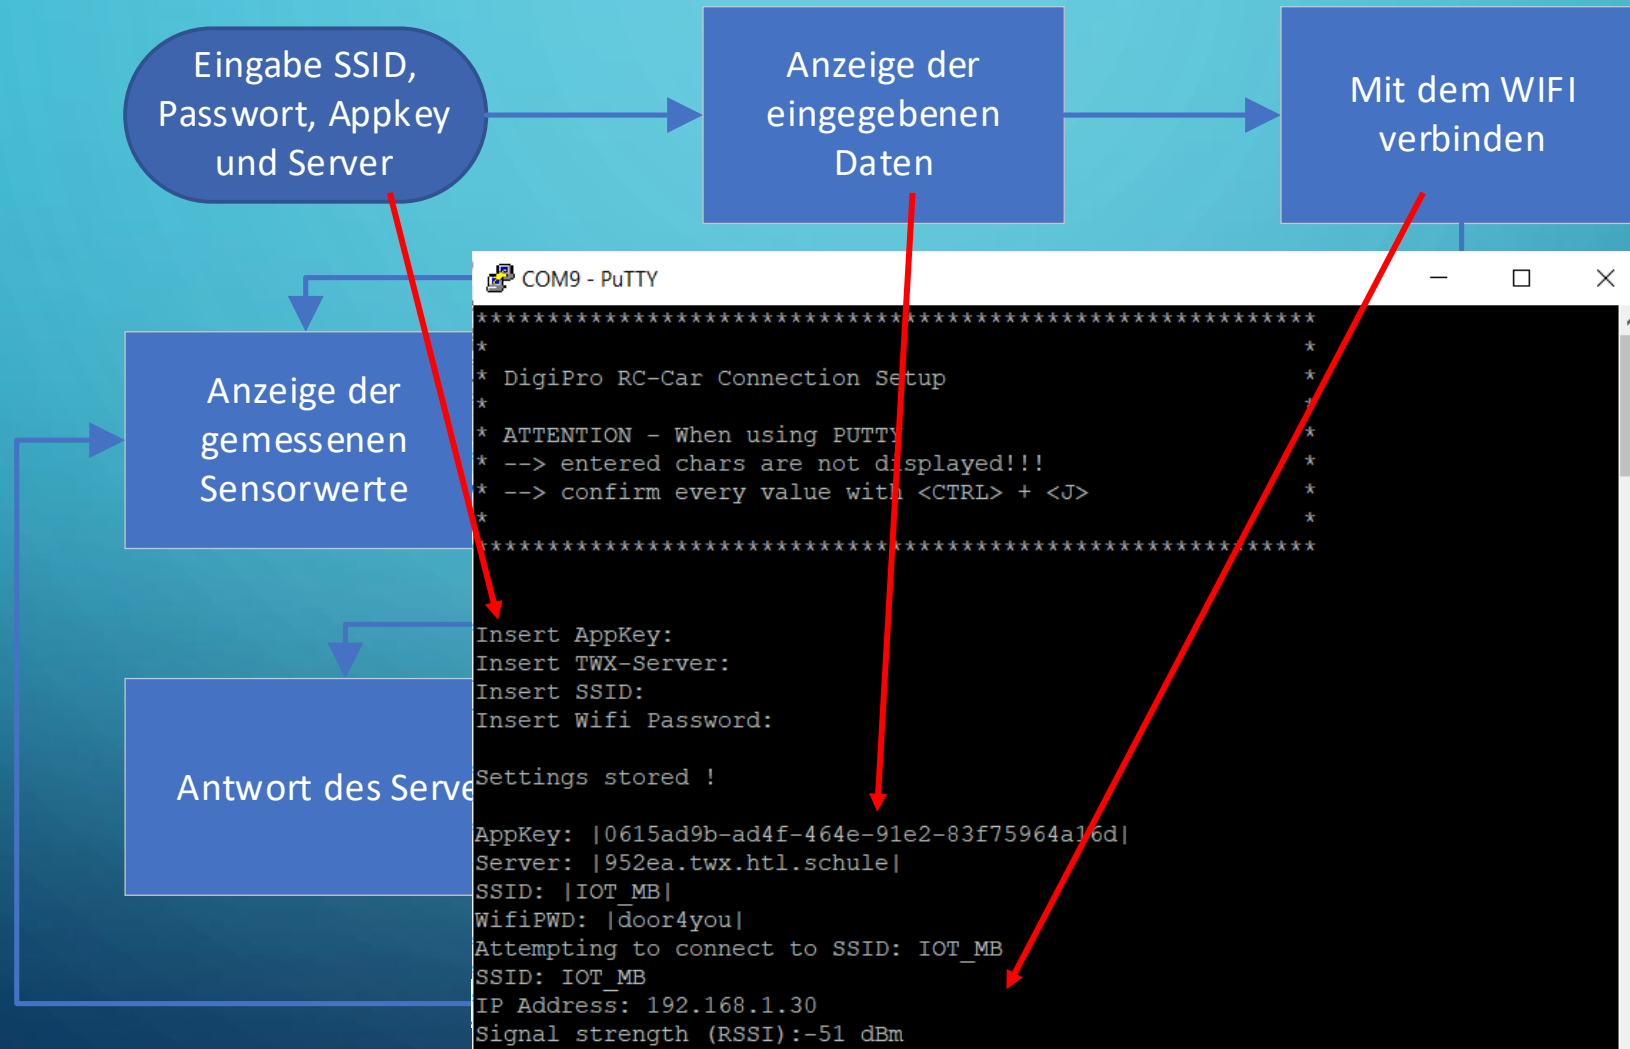 Eingabe SSID,
Passwort, Appkey
und Server
Anzeige der
eingegebenen
Daten
Mit dem WIFI
verbinden
Anzeige der
gemessenen
Sensorwerte
Antwort des Serve
COM9 - PuTTY
***********************************************************
*                                                         *
* DigiPro RC-Car Connection Setup                         *
*                                                         *
* ATTENTION - When using PUTTY                            *
* --> entered chars are not displayed!!!                  *
* --> confirm every value with <CTRL> + <J>               *
*                                                         *
***********************************************************
Insert AppKey:
Insert TWX-Server:
Insert SSID:
Insert Wifi Password:
Settings stored !
AppKey: |0615ad9b-ad4f-464e-91e2-83f75964a16d|
Server: |952ea.twx.htl.schule|
SSID: |IOT_MB|
WifiPWD: |door4you|
Attempting to connect to SSID: IOT_MB
SSID: IOT_MB
IP Address: 192.168.1.30
Signal strength (RSSI):-51 dBm